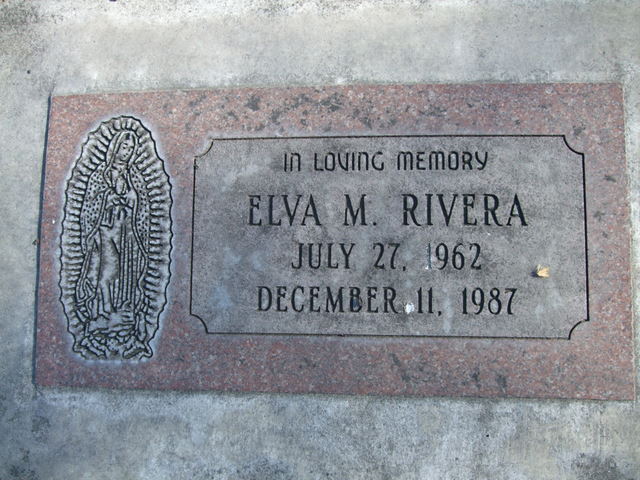 IN LOVING MEMORY
ELVA M. RIVERA
JULY 27, 1962
DECEMBER 11, 1987